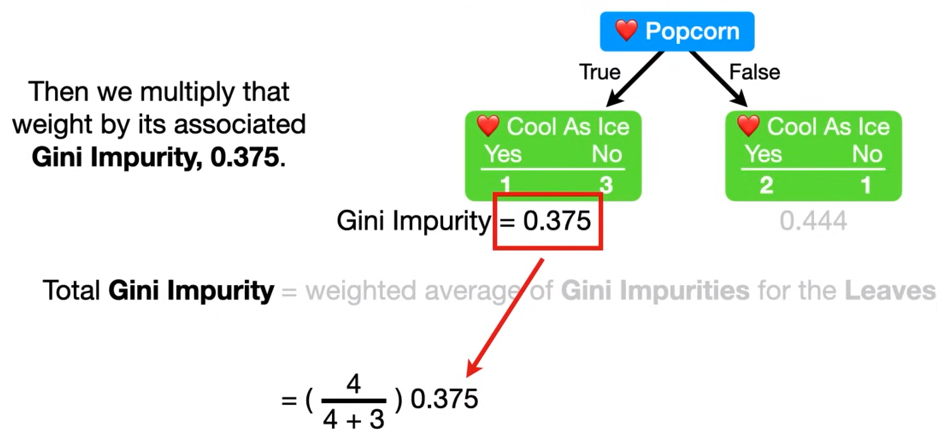 ❤️ Popcorn
True
False
Then we multiply that
weight by its associated
Gini Impurity, 0.375.
❤️ Cool As Ice
Yes No
1 3
❤️ Cool As Ice
Yes No
2 1
Gini Impurity = 0.375
0.444
Total Gini Impurity = weighted average of Gini Impurities for the Leaves
= ( 4 / 4 + 3 ) 0.375